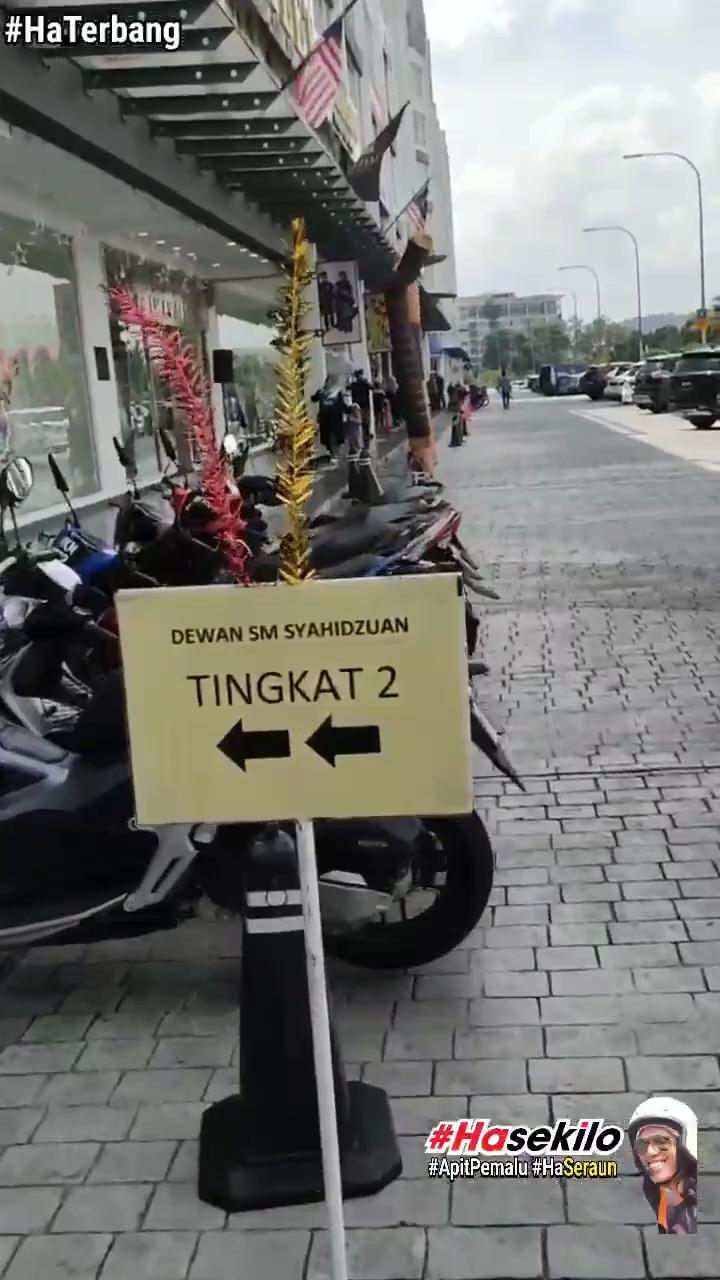 #HaTerbang
DEWAN SM SYAHIDZUAN
TINGKAT 2
#Hasekilo
#ApitPemalu #HaSeraun